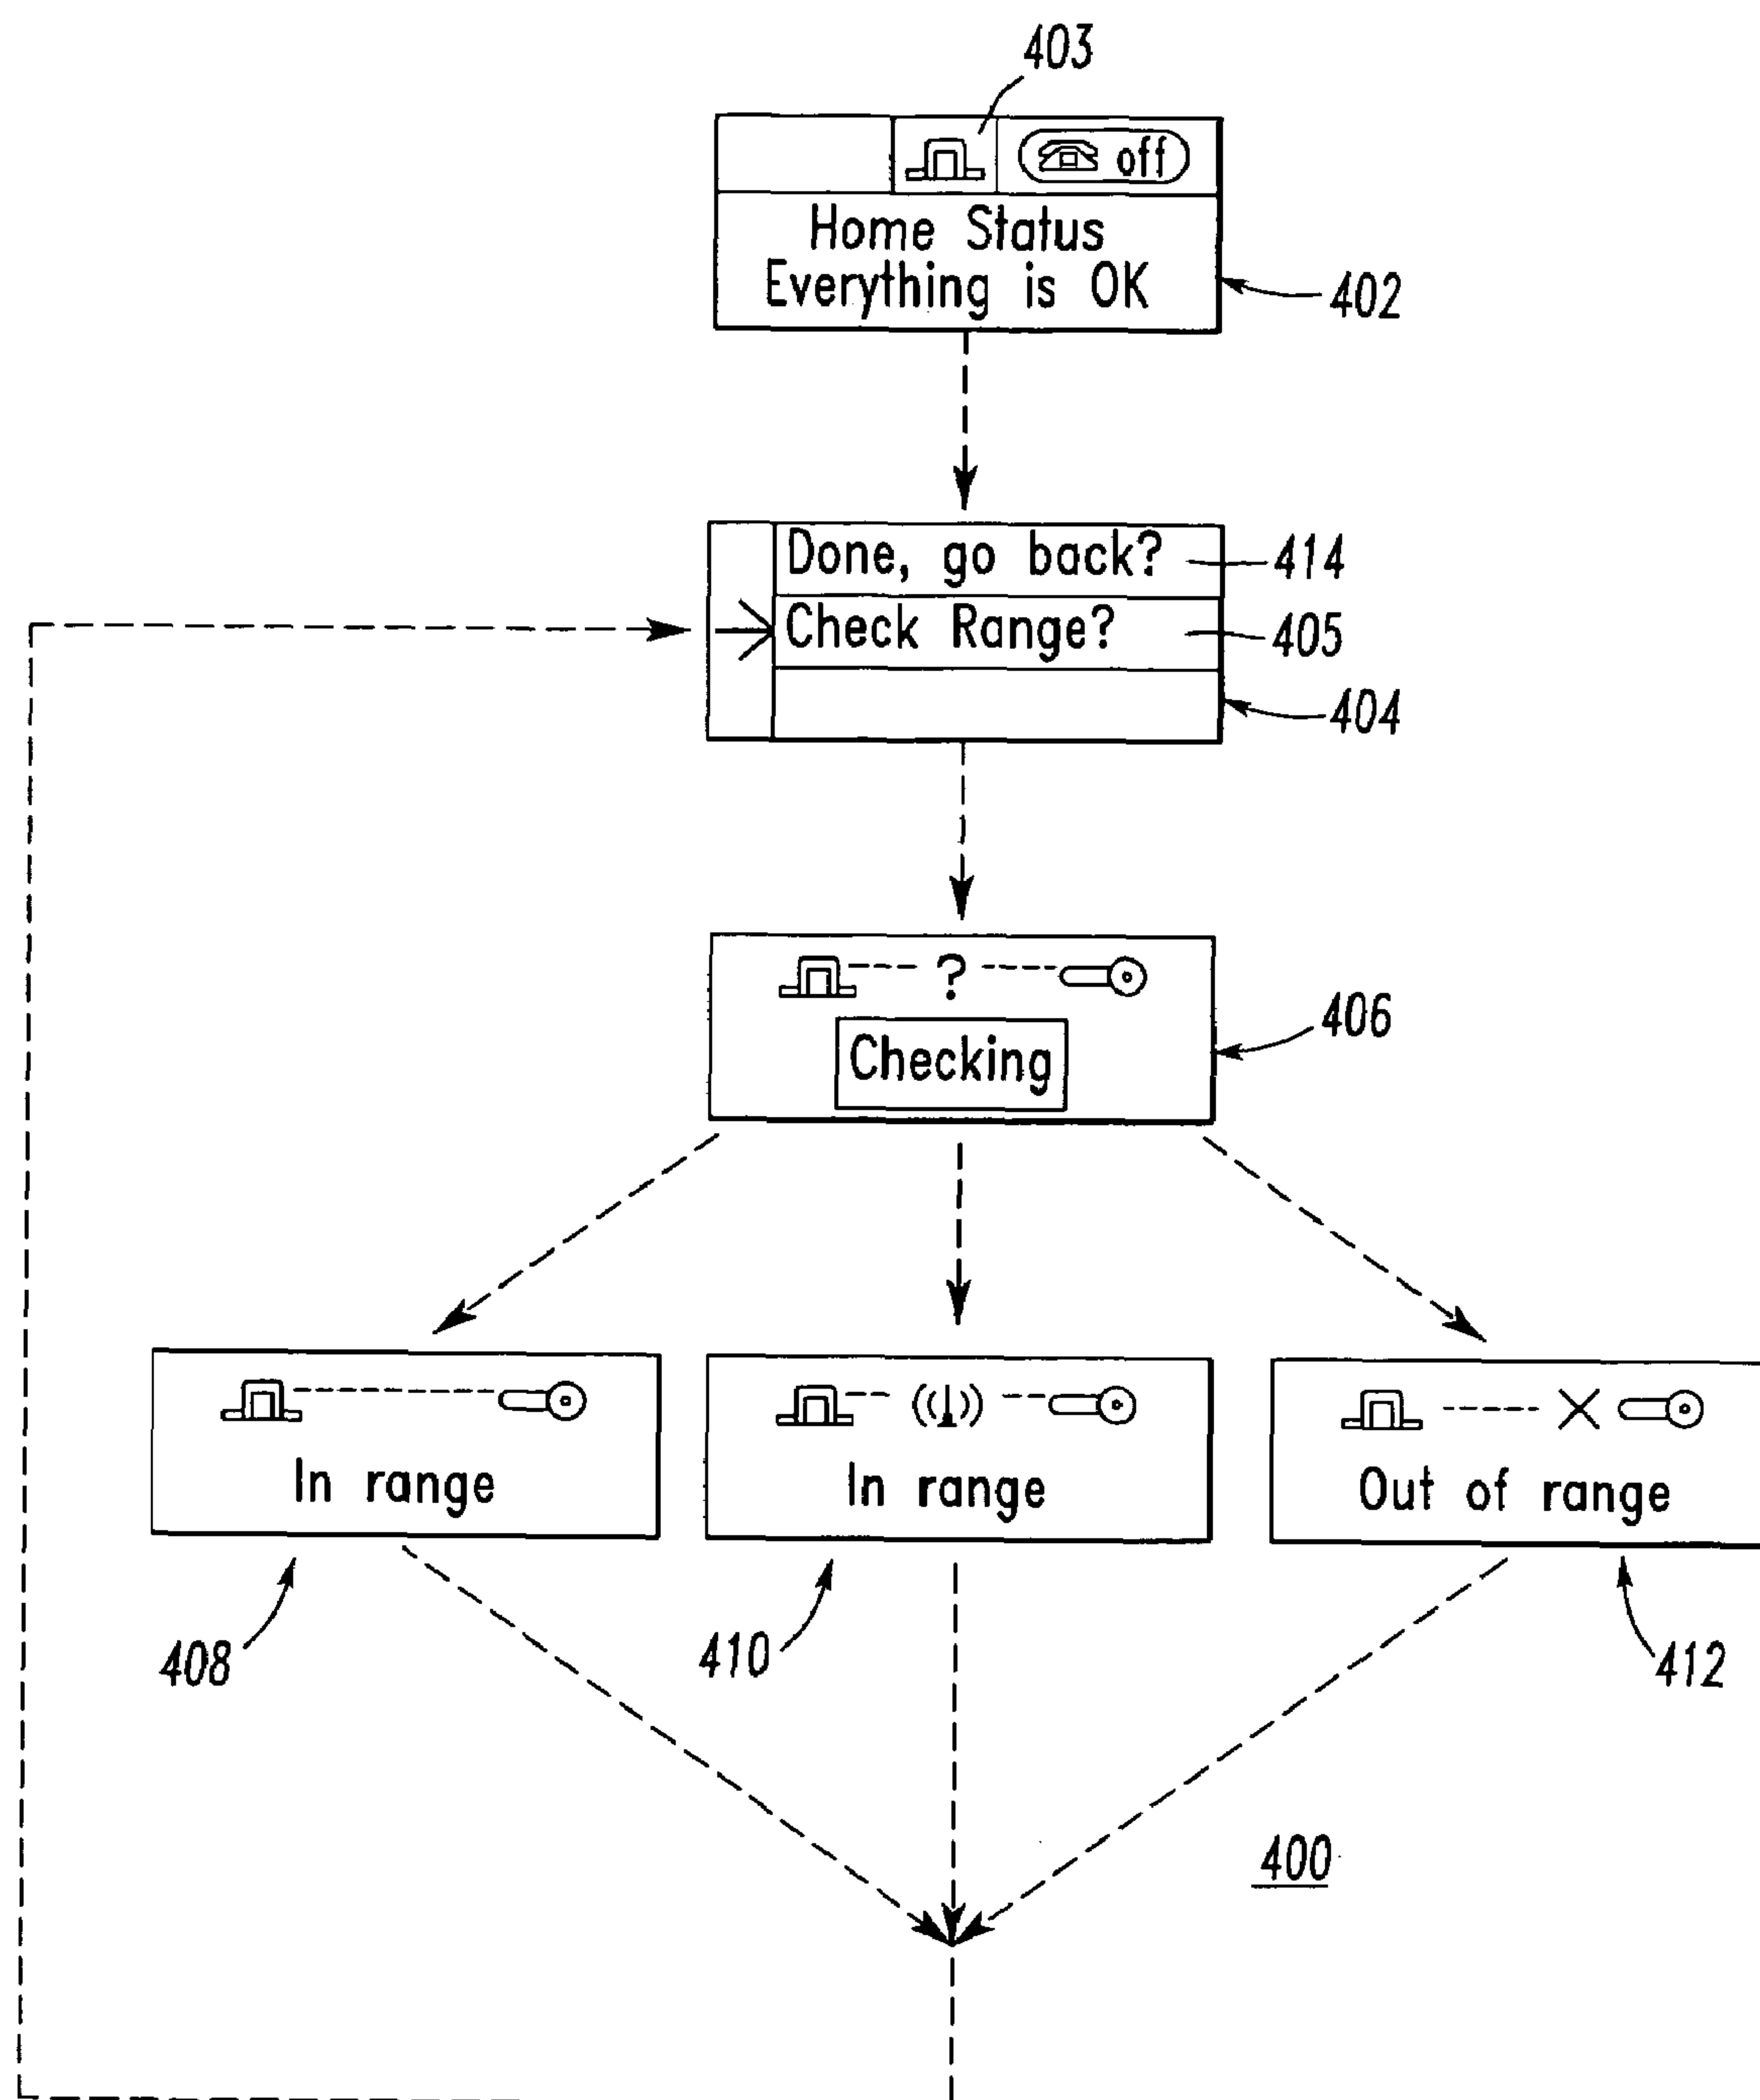 403
off
Home Status
Everything is OK
402
Done, go back?
414
Check Range?
405
404
?
Checking
406
In range
In range
Out of range
408
410
412
400